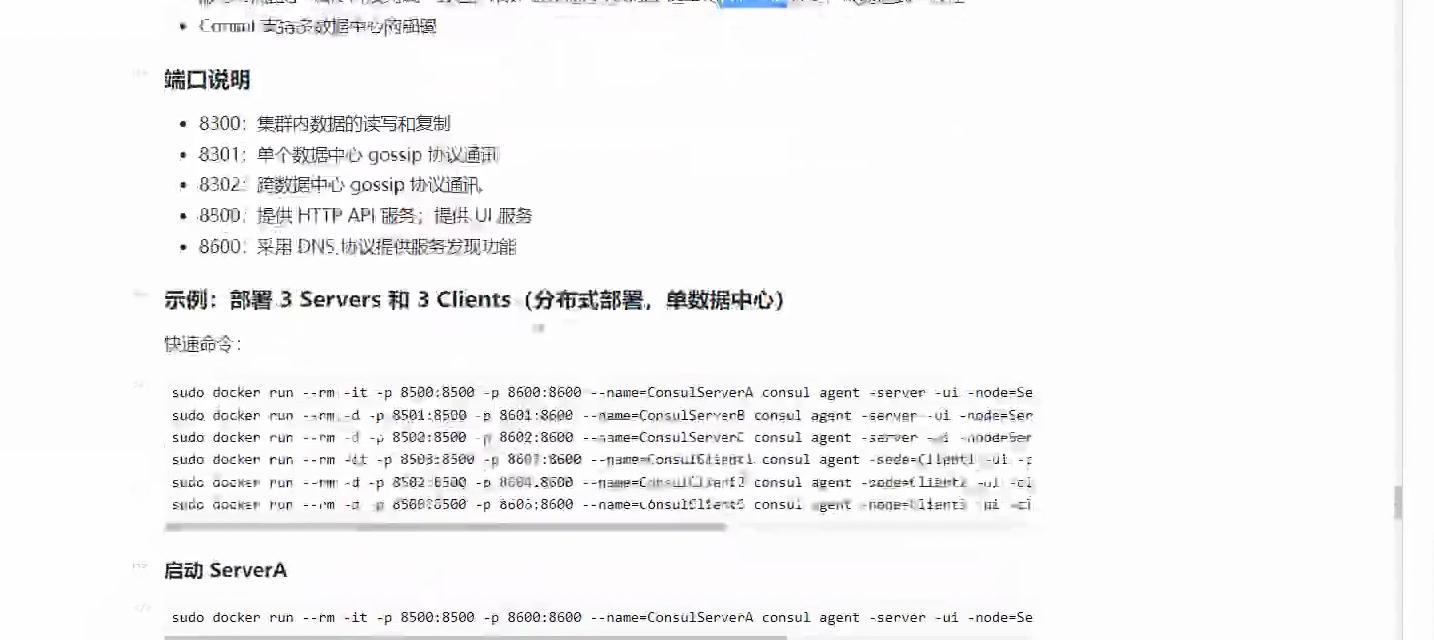 Consul 支持多数据中心的部署
端口说明
8300：集群内数据的读写和复制
8301：单个数据中心 gossip 协议通讯
8302：跨数据中心 gossip 协议通讯
8500：提供 HTTP API 服务；提供 UI 服务
8600：采用 DNS 协议提供服务发现功能
示例：部署 3 Servers 和 3 Clients（分布式部署，单数据中心）
快速命令：
sudo docker run --rm -it -p 8500:8500 -p 8600:8600 --name=ConsulServerA consul agent -server -ui -node=Se
sudo docker run --rm -d -p 8501:8500 -p 8601:8600 --name=ConsulServerB consul agent -server -ui -node=Ser
sudo docker run --rm -d -p 8502:8500 -p 8602:8600 --name=ConsulServerC consul agent -server -ui -node=Ser
sudo docker run --rm -it -p :8500 -p :8600 --name=ConsulClient1 consul agent -node=Client1 -ui
sudo docker run --rm -d -p :8500 -p :8600 --name=ConsulClient2 consul agent -node=Client2 -ui -cl
sudo docker run --rm -d -p :8500 -p :8600 consul agent -node=Client3 -ui -cl
启动 ServerA
sudo docker run --rm -it -p 8500:8500 -p 8600:8600 --name=ConsulServerA consul agent -server -ui -node=Se